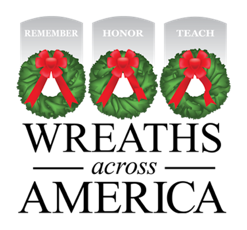 REMEMBER HONOR TEACH
WREATHS
across
AMERICA